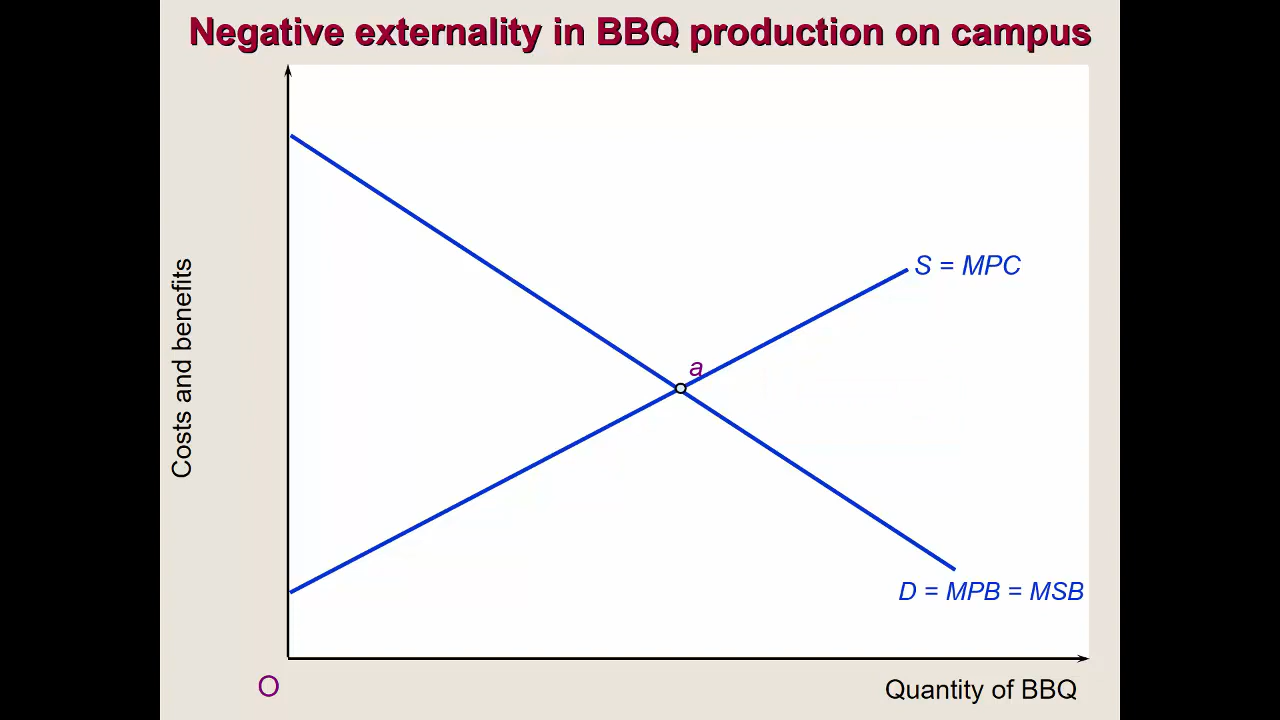 Negative externality in BBQ production on campus
Costs and benefits
S = MPC
a
D = MPB = MSB
O
Quantity of BBQ